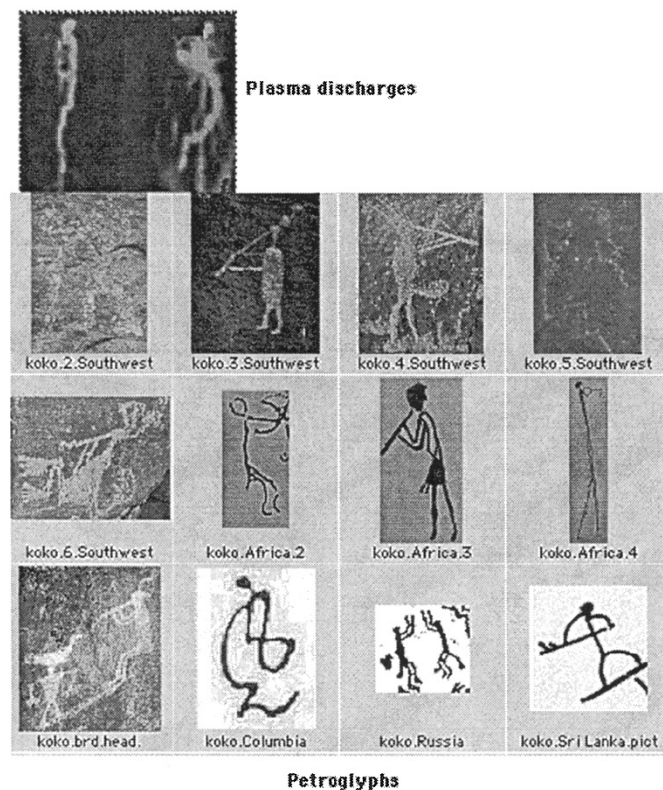 Plasma discharges
koko.2.Southwest koko.3.Southwest koko.4.Southwest koko.5.Southwest
koko.6.Southwest koko.Africa.2 koko.Africa.3 koko.Africa.4
koko.brd.head. koko.Columbia koko.Russia koko.Sri Lanka.pict
Petroglyphs